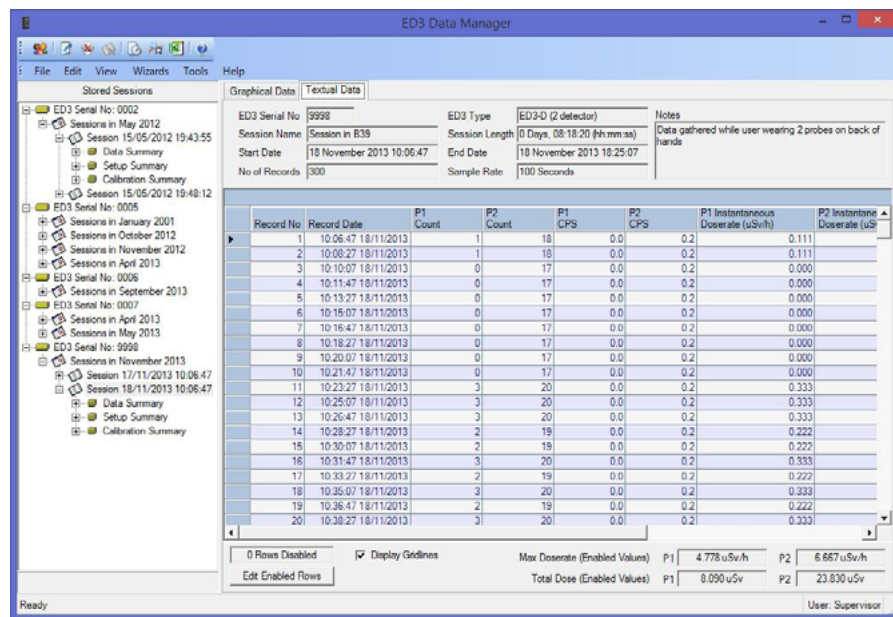 ED3 Data Manager
File Edit View Wizards Tools Help
Stored Sessions
ED3 Serial No: 0002
Sessions in May 2012
Session 15/05/2012 19:43:55
Data Summary
Setup Summary
Calibration Summary
Session 15/05/2012 19:48:12
ED3 Serial No: 0005
Sessions in January 2001
Sessions in October 2012
Sessions in November 2012
Sessions in April 2013
ED3 Serial No: 0006
Sessions in September 2013
ED3 Serial No: 0007
Sessions in April 2013
Sessions in May 2013
ED3 Serial No: 9998
Sessions in November 2013
Session 17/11/2013 10:06:47
Session 18/11/2013 10:06:47
Data Summary
Setup Summary
Calibration Summary
Graphical Data Textual Data
ED3 Serial No 9998 ED3 Type ED3-D (2 detector) Notes
Session Name Session in B39 Session Length 0 Days, 08:18:20 (hh:mm:ss) Data gathered while user wearing 2 probes on back of
hands
Start Date 18 November 2013 10:06:47 End Date 18 November 2013 18:25:07
No of Records 300 Sample Rate 100 Seconds
P1 P2 P1 P2 P1 Instantaneous P2 Instantane
Record No Record Date Count Count CPS CPS Doserate (uSv/h) Doserate (uS
1 10:06:47 18/11/2013 1 18 0.0 0.2 0.111
2 10:08:27 18/11/2013 1 18 0.0 0.2 0.111
3 10:10:07 18/11/2013 0 17 0.0 0.2 0.000
4 10:11:47 18/11/2013 0 17 0.0 0.2 0.000
5 10:13:27 18/11/2013 0 17 0.0 0.2 0.000
6 10:15:07 18/11/2013 0 17 0.0 0.2 0.000
7 10:16:47 18/11/2013 0 17 0.0 0.2 0.000
8 10:18:27 18/11/2013 0 17 0.0 0.2 0.000
9 10:20:07 18/11/2013 0 17 0.0 0.2 0.000
10 10:21:47 18/11/2013 0 17 0.0 0.2 0.000
11 10:23:27 18/11/2013 3 20 0.0 0.2 0.333
12 10:25:07 18/11/2013 3 20 0.0 0.2 0.333
13 10:26:47 18/11/2013 3 20 0.0 0.2 0.333
14 10:28:27 18/11/2013 2 19 0.0 0.2 0.222
15 10:30:07 18/11/2013 2 19 0.0 0.2 0.222
16 10:31:47 18/11/2013 3 20 0.0 0.2 0.333
17 10:33:27 18/11/2013 2 19 0.0 0.2 0.222
18 10:35:07 18/11/2013 3 20 0.0 0.2 0.333
19 10:36:47 18/11/2013 2 19 0.0 0.2 0.222
20 10:38:27 18/11/2013 3 20 0.0 0.2 0.333
0 Rows Disabled Display Gridlines Max Doserate (Enabled Values) P1 4.778 uSv/h P2 6.667 uSv/h
Edit Enabled Rows Total Dose (Enabled Values) P1 8.090 uSv P2 23.830 uSv
Ready User: Supervisor